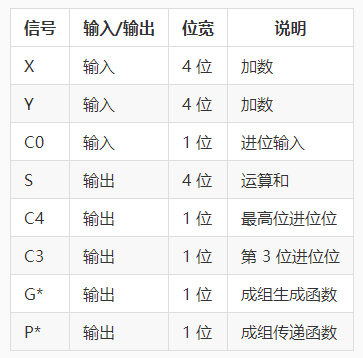 信号 输入/输出 位宽 说明
X 输入 4 位 加数
Y 输入 4 位 加数
C0 输入 1 位 进位输入
S 输出 4 位 运算和
C4 输出 1 位 最高位进位位
C3 输出 1 位 第 3 位进位位
G* 输出 1 位 成组生成函数
P* 输出 1 位 成组传递函数